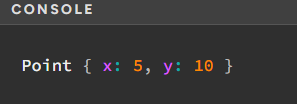 CONSOLE
Point { x: 5, y: 10 }